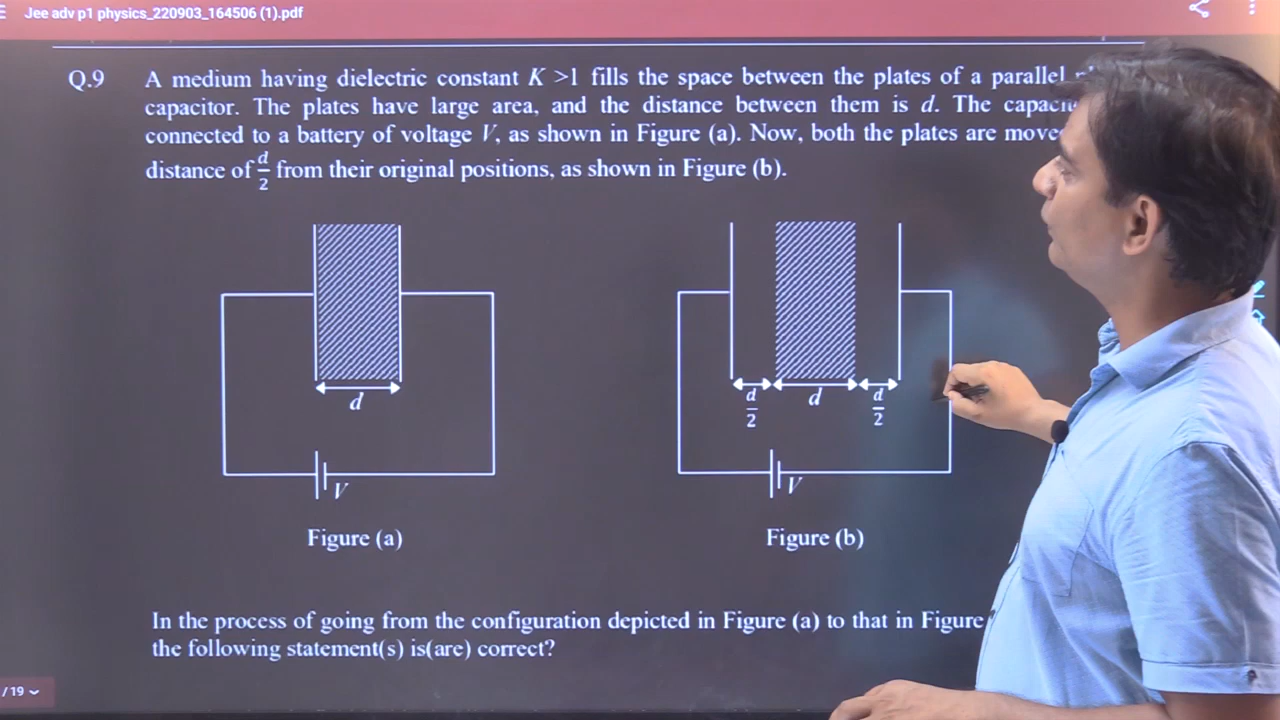 Jee adv p1 physics_220903_164506 (1).pdf
Q.9 A medium having dielectric constant K >1 fills the space between the plates of a parallel
capacitor. The plates have large area, and the distance between them is d. The
connected to a battery of voltage V, as shown in Figure (a). Now, both the plates are
distance of d/2 from their original positions, as shown in Figure (b).
d
d/2 d d/2
V V
Figure (a) Figure (b)
In the process of going from the configuration depicted in Figure (a) to that in Figure
the following statement(s) is(are) correct?
/ 19